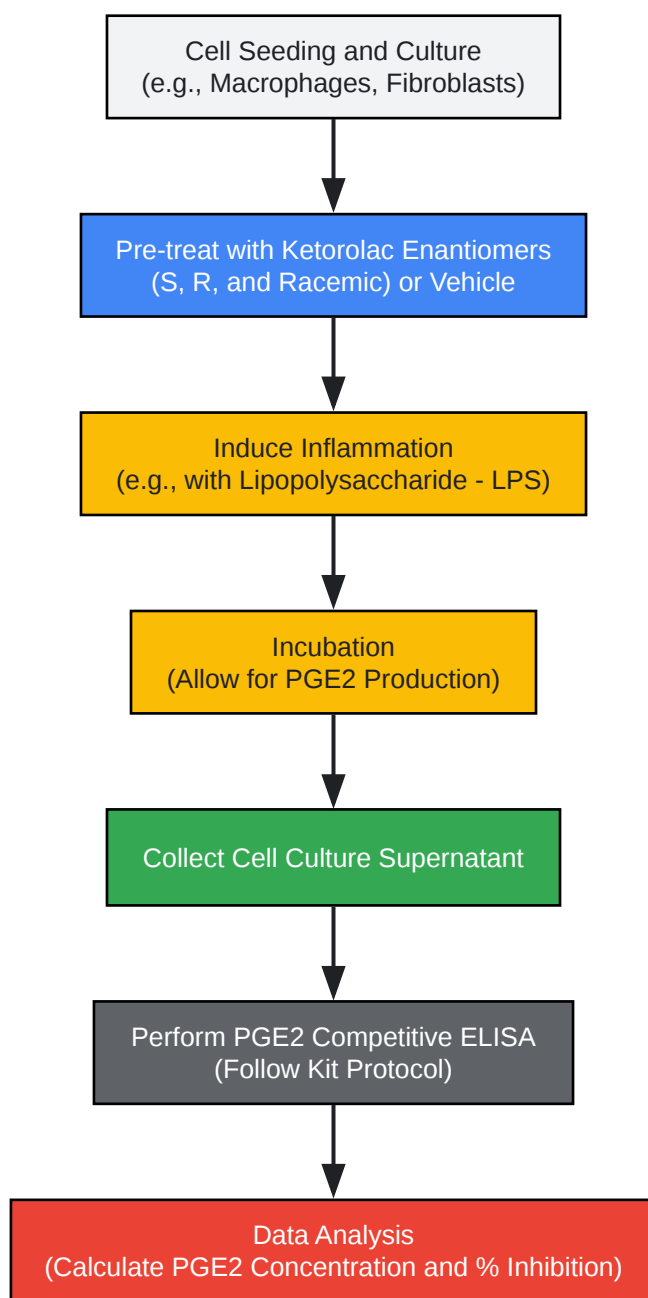 Cell Seeding and Culture
(e.g., Macrophages, Fibroblasts)
Pre-treat with Ketorolac Enantiomers
(S, R, and Racemic) or Vehicle
Induce Inflammation
(e.g., with Lipopolysaccharide - LPS)
Incubation
(Allow for PGE2 Production)
Collect Cell Culture Supernatant
Perform PGE2 Competitive ELISA
(Follow Kit Protocol)
Data Analysis
(Calculate PGE2 Concentration and % Inhibition)